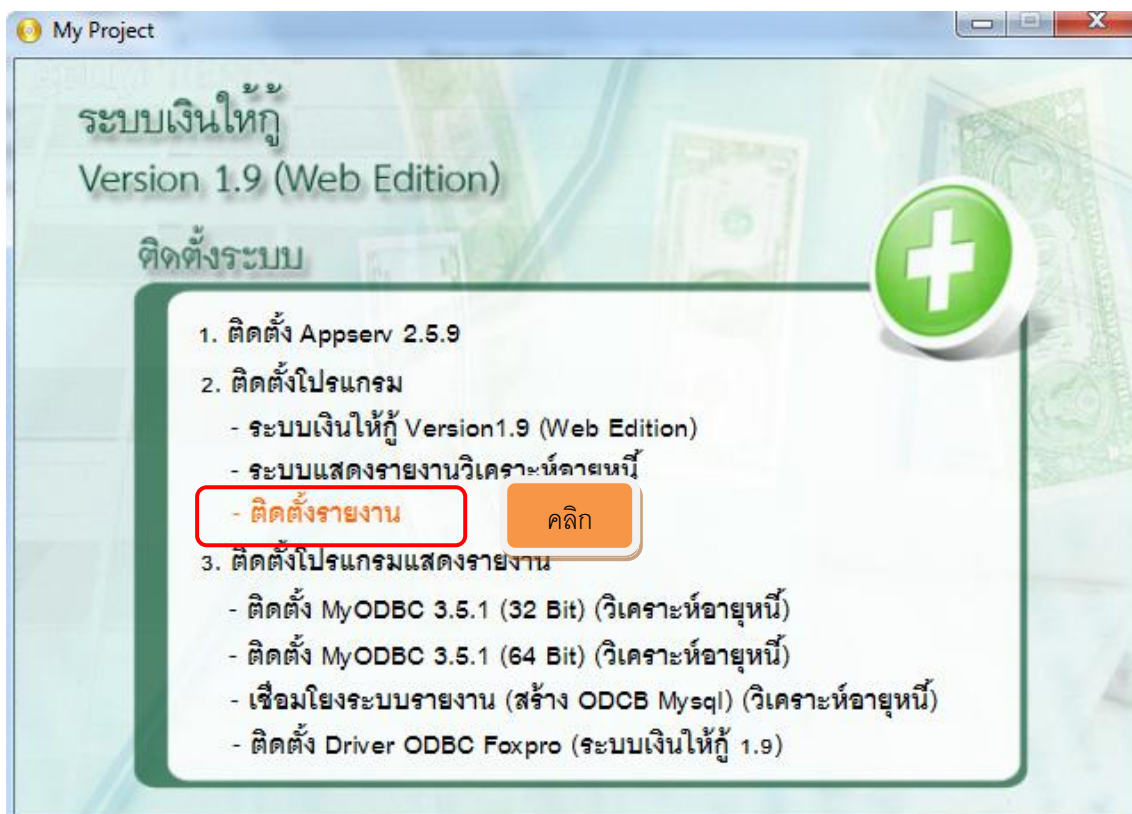 My Project
ระบบเงินให้กู้
Version 1.9 (Web Edition)
ติดตั้งระบบ
1. ติดตั้ง Appserv 2.5.9
2. ติดตั้งโปรแกรม
- ระบบเงินให้กู้ Version1.9 (Web Edition)
- ระบบแสดงรายงานวิเคราะห์อายุหนี้
- ติดตั้งรายงาน
คลิก
3. ติดตั้งโปรแกรมแสดงรายงาน
- ติดตั้ง MyODBC 3.5.1 (32 Bit) (วิเคราะห์อายุหนี้)
- ติดตั้ง MyODBC 3.5.1 (64 Bit) (วิเคราะห์อายุหนี้)
- เชื่อมโยงระบบรายงาน (สร้าง ODCB Mysql) (วิเคราะห์อายุหนี้)
- ติดตั้ง Driver ODBC Foxpro (ระบบเงินให้กู้ 1.9)